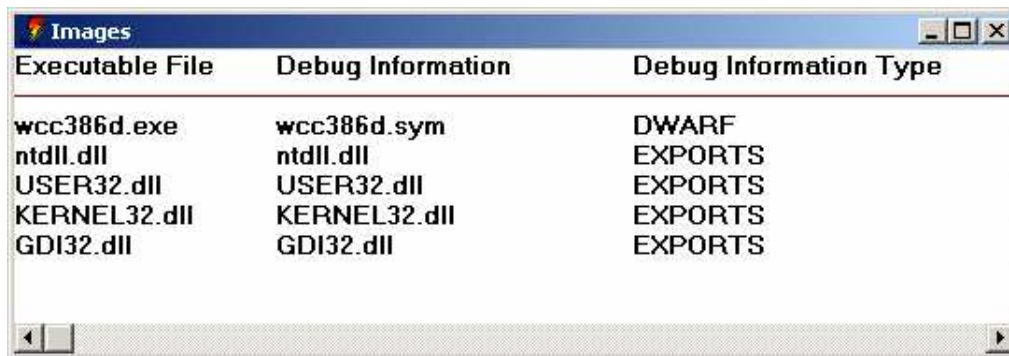 Images
Executable File Debug Information Debug Information Type
wcc386d.exe wcc386d.sym DWARF
ntdll.dll ntdll.dll EXPORTS
USER32.dll USER32.dll EXPORTS
KERNEL32.dll KERNEL32.dll EXPORTS
GDI32.dll GDI32.dll EXPORTS